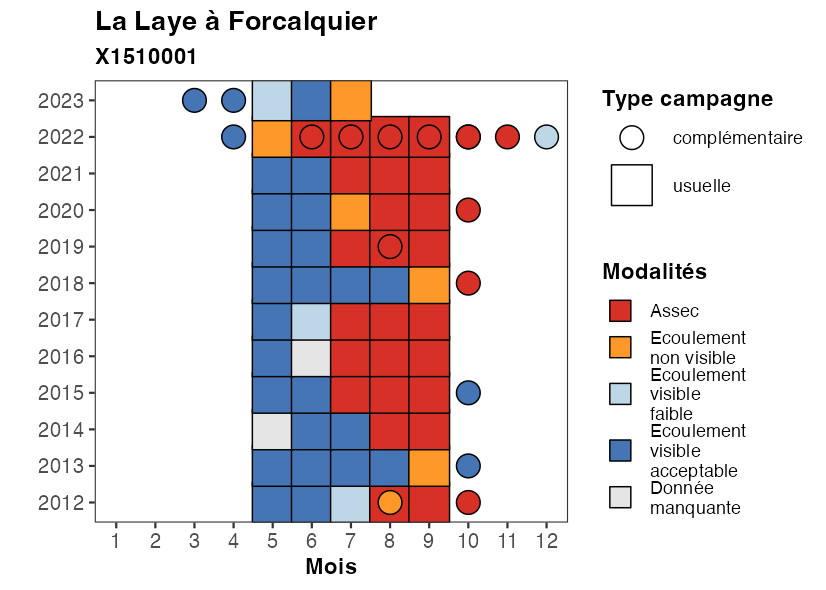 La Laye à Forcalquier
X1510001
2023
2022
2021
2020
2019
2018
2017
2016
2015
2014
2013
2012
1 2 3 4 5 6 7 8 9 10 11 12
Mois
Type campagne
complémentaire
usuelle
Modalités
Assec
Ecoulement
non visible
Ecoulement
visible
faible
Ecoulement
visible
acceptable
Donnée
manquante